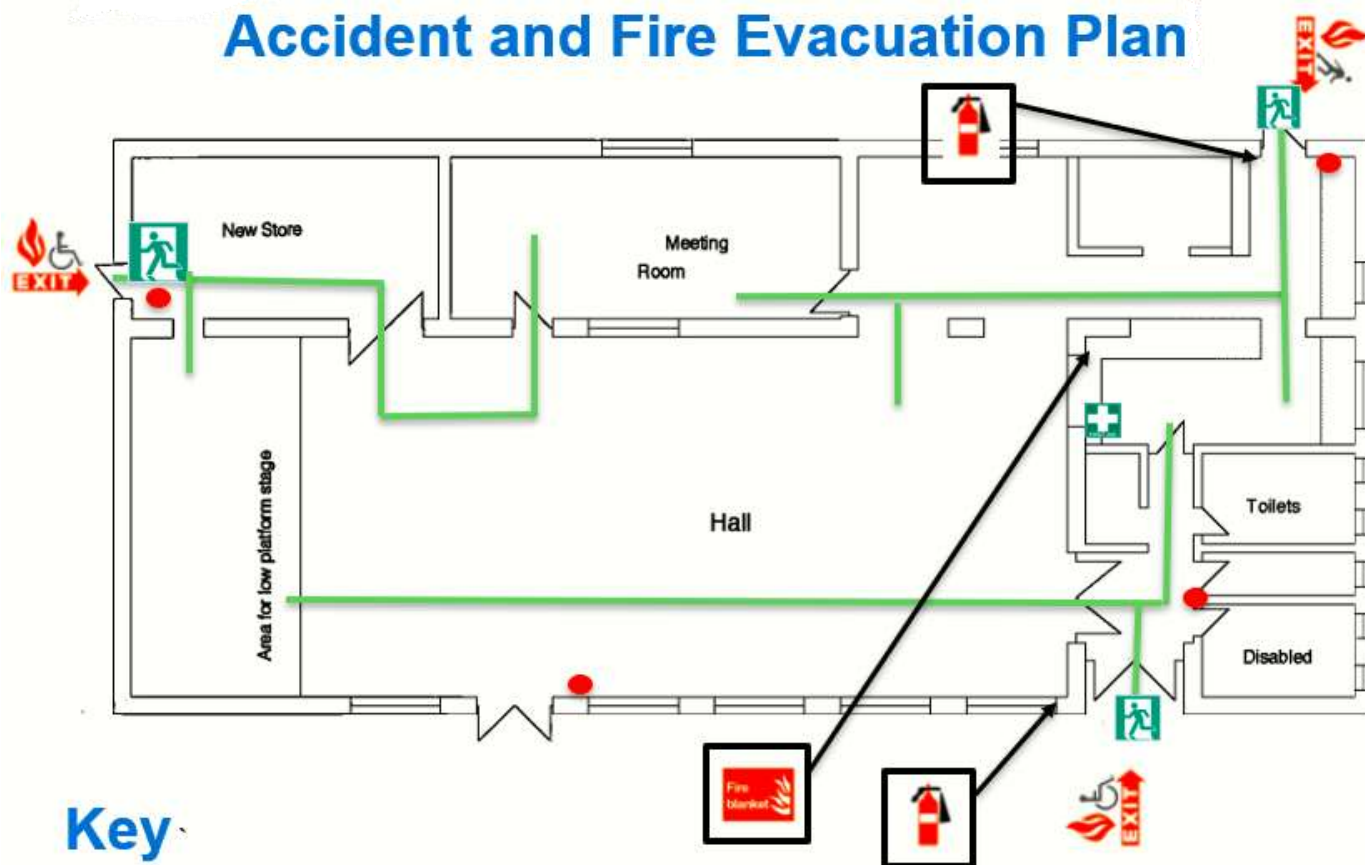 Accident and Fire Evacuation Plan
EXIT
New Store
Meeting
Room
EXIT
Area for low platform stage
Hall
Toilets
Disabled
Fire
blanket
EXIT
Key